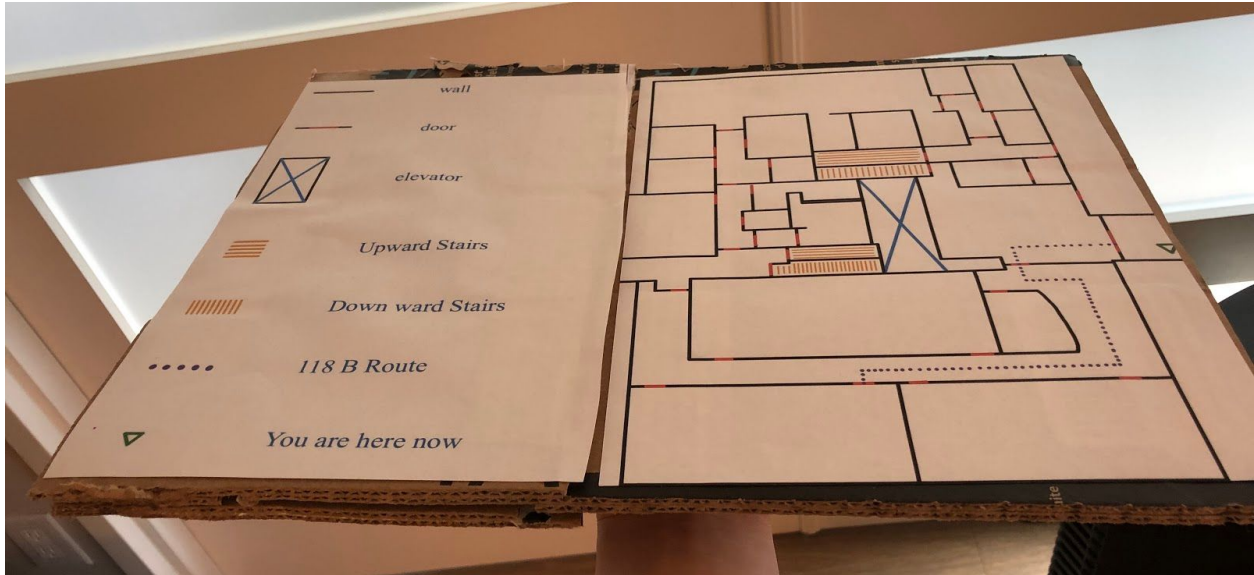 wall
door
elevator
Upward Stairs
Down ward Stairs
118 B Route
You are here now